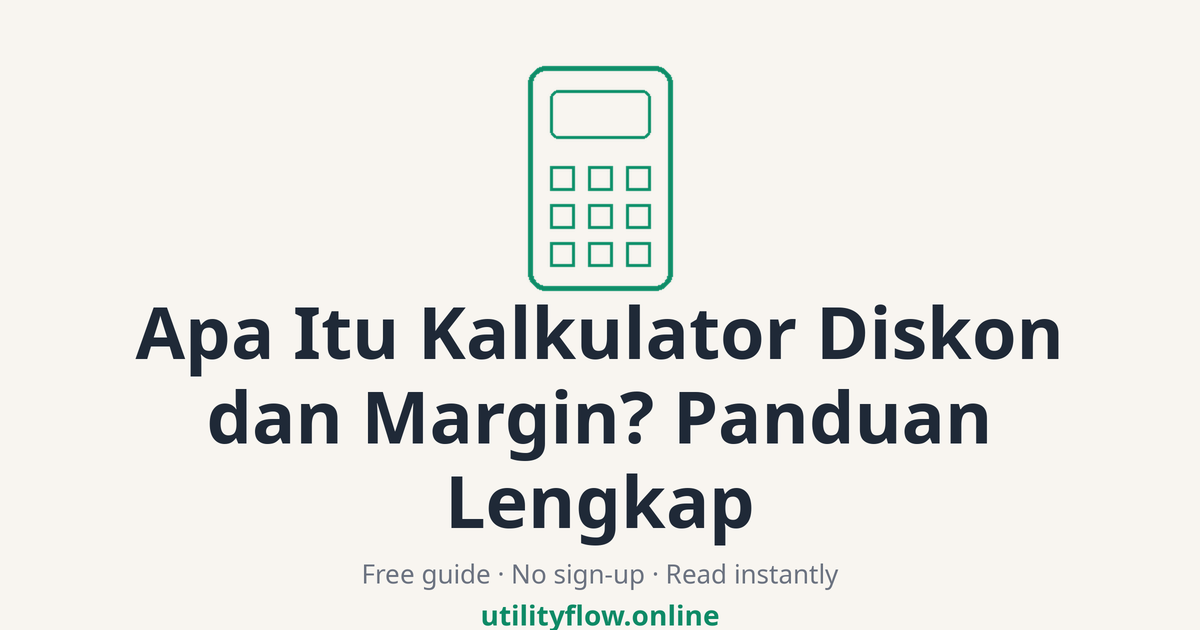 Apa Itu Kalkulator Diskon
dan Margin? Panduan
Lengkap
Free guide · No sign-up · Read instantly
utilityflow.online